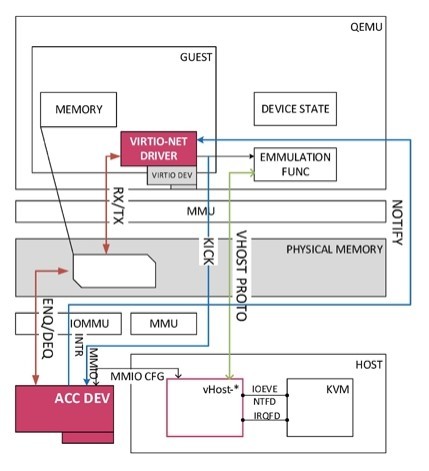 QEMU
GUEST
MEMORY
DEVICE STATE
VIRTIO-NET
DRIVER
EMMULATION
FUNC
VIRTIO DEV
RX/TX
MMU
KICK
VHOST PROTO
NOTIFY
PHYSICAL MEMORY
ENQ/DEQ
IOMMU
MMU
INTR
MMIO
MMIO CFG
HOST
ACC DEV
vHost-*
IOEVE
NTFD
IRQFD
KVM